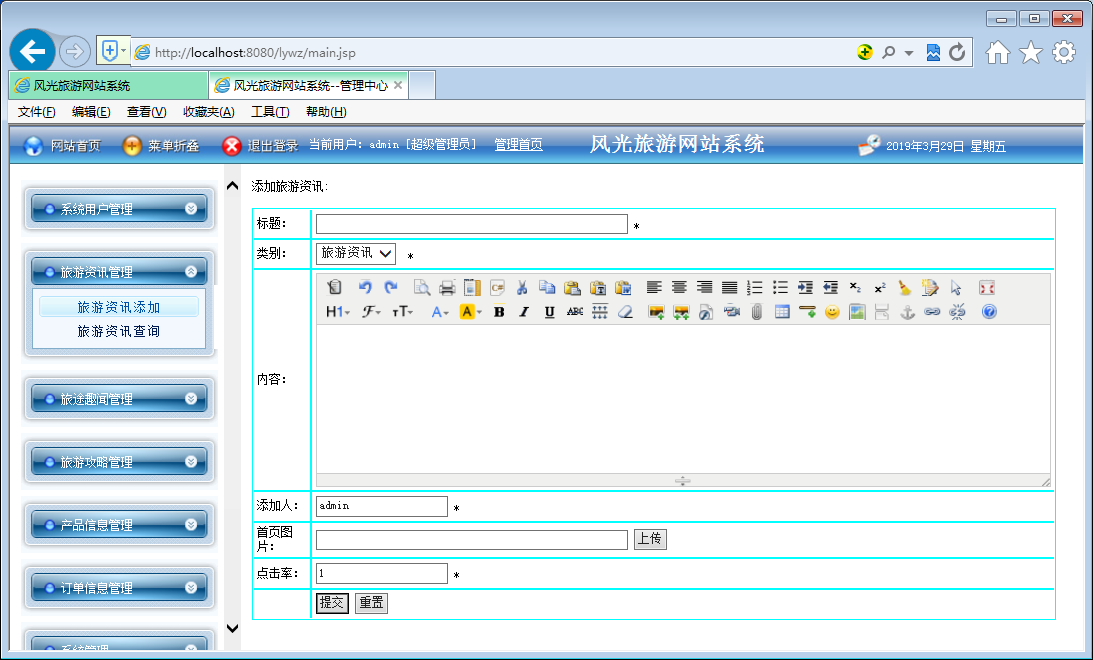 http://localhost:8080/lywz/main.jsp
风光旅游网站系统
风光旅游网站系统--管理中心
文件(F) 编辑(E) 查看(V) 收藏夹(A) 工具(T) 帮助(H)
网站首页 菜单折叠 退出登录 当前用户: admin [超级管理员] 管理首页 风光旅游网站系统 2019年3月29日 星期五
系统用户管理
旅游资讯管理
旅游资讯添加
旅游资讯查询
旅途趣闻管理
旅游攻略管理
产品信息管理
订单信息管理
系统管理
添加旅游资讯:
标题: *
类别: 旅游资讯 *
H1 F тT A A B I U ABC
内容:
添加人: admin *
首页图片: 上传
点击率: 1 *
提交 重置